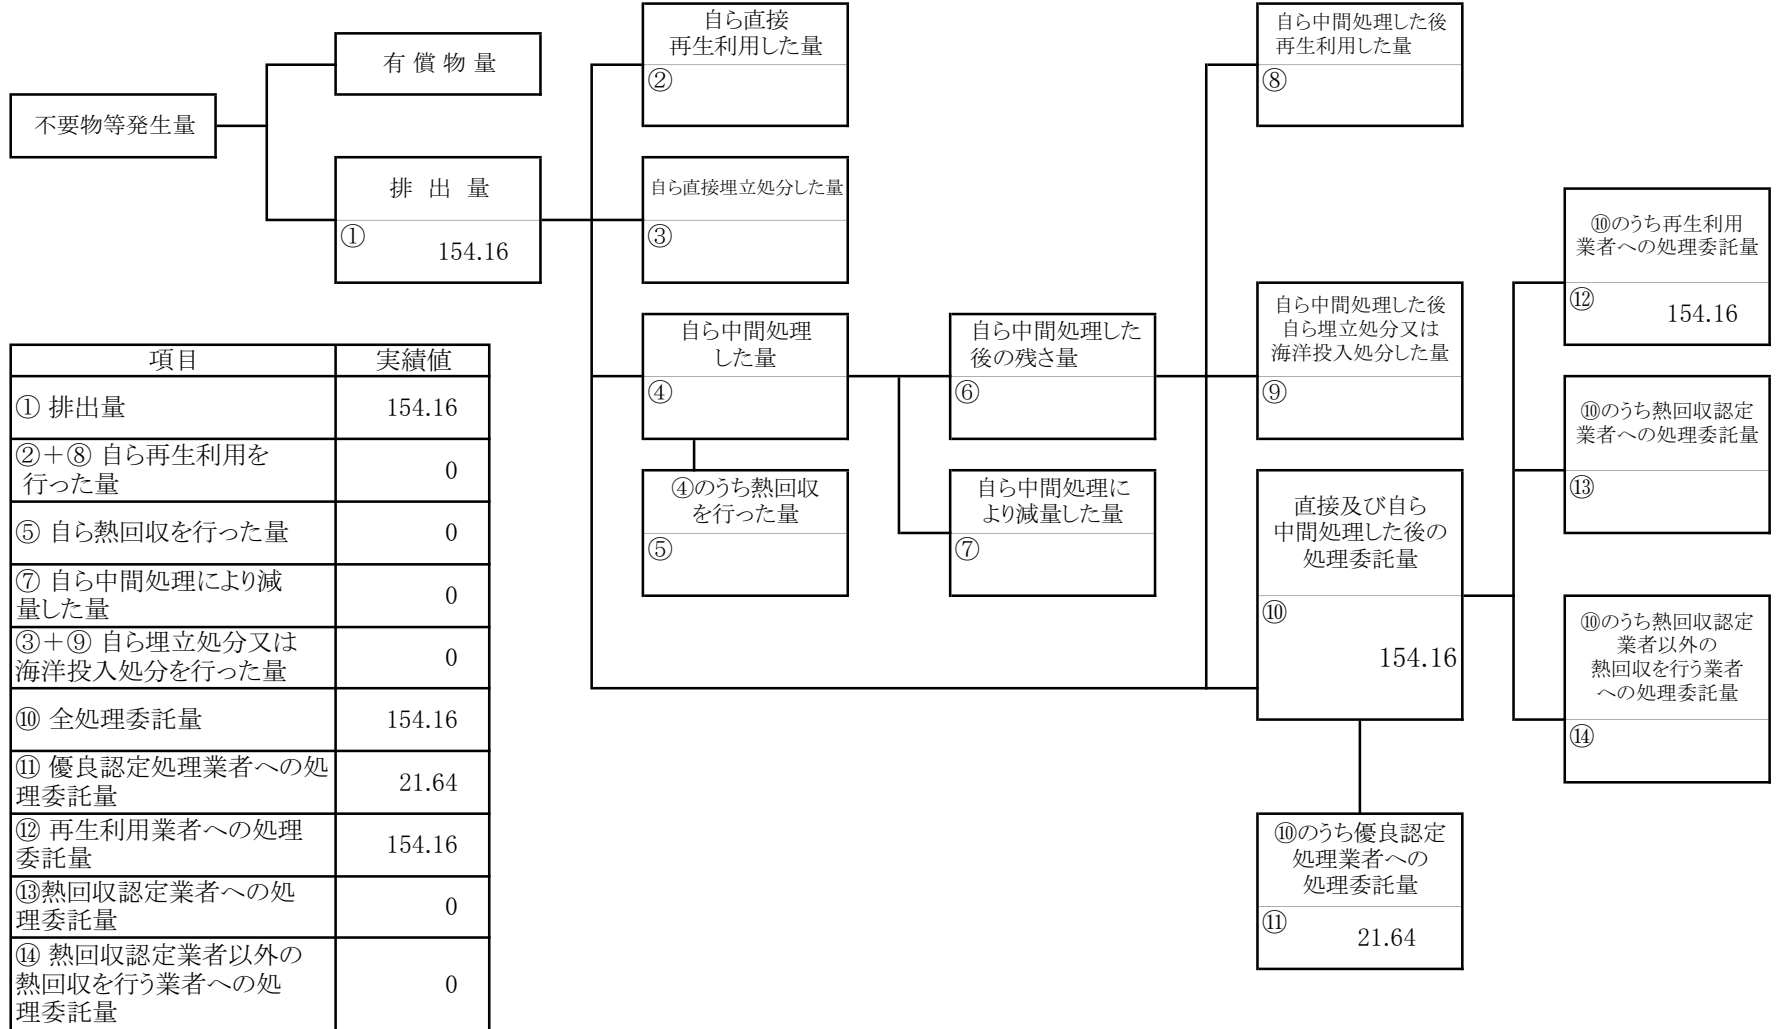 不要物等発生量
有償物量
排出量
①
154.16
自ら直接
再生利用した量
②
自ら直接埋立処分した量
③
自ら中間処理
した量
④
④のうち熱回収
を行った量
⑤
自ら中間処理した
後の残さ量
⑥
自ら中間処理に
より減量した量
⑦
自ら中間処理した後
再生利用した量
⑧
自ら中間処理した後
自ら埋立処分又は
海洋投入処分した量
⑨
直接及び自ら
中間処理した後の
処理委託量
⑩
154.16
⑩のうち優良認定
処理業者への
処理委託量
⑪
21.64
⑩のうち再生利用
業者への処理委託量
⑫
154.16
⑩のうち熱回収認定
業者への処理委託量
⑬
⑩のうち熱回収認定
業者以外の
熱回収を行う業者
への処理委託量
⑭
項目 実績値
① 排出量 154.16
②＋⑧ 自ら再生利用を
行った量 0
⑤ 自ら熱回収を行った量 0
⑦ 自ら中間処理により減
量した量 0
③＋⑨ 自ら埋立処分又は
海洋投入処分を行った量 0
⑩ 全処理委託量 154.16
⑪ 優良認定処理業者への処
理委託量 21.64
⑫ 再生利用業者への処理
委託量 154.16
⑬熱回収認定業者への処
理委託量 0
⑭ 熱回収認定業者以外の
熱回収を行う業者への処
理委託量 0